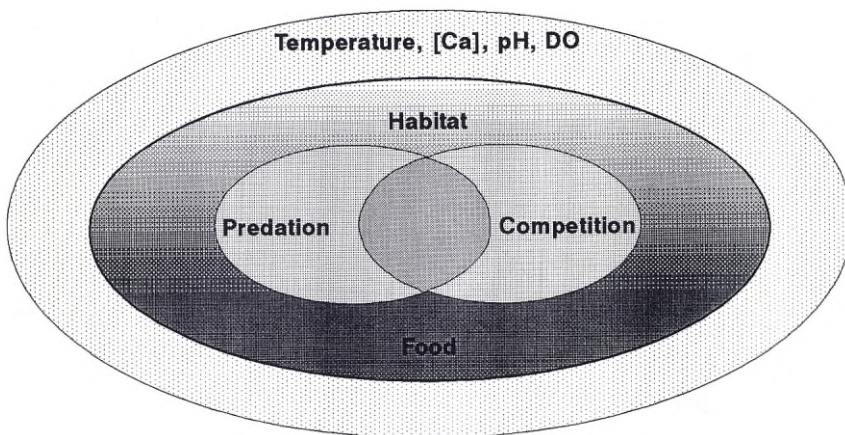 Temperature, [Ca], pH, DO
Habitat
Predation
Competition
Food